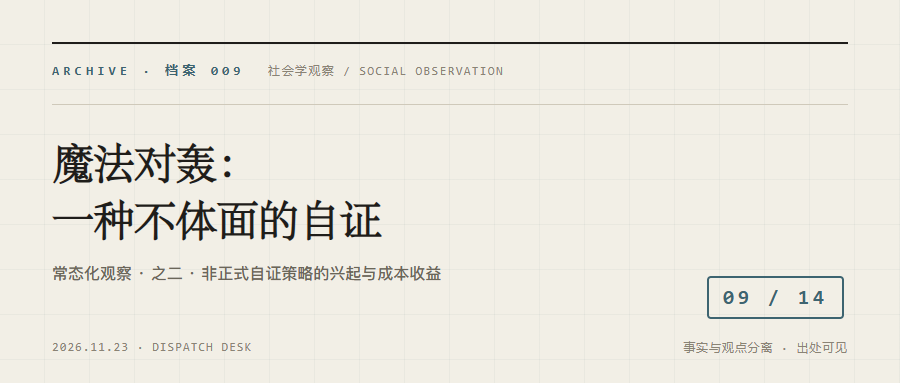 ARCHIVE · 档案 009 社会学观察 / SOCIAL OBSERVATION
魔法对轰：
一种不体面的自证
常态化观察 · 之二 · 非正式自证策略的兴起与成本收益
09 / 14
2026.11.23 · DISPATCH DESK 事实与观点分离 · 出处可见